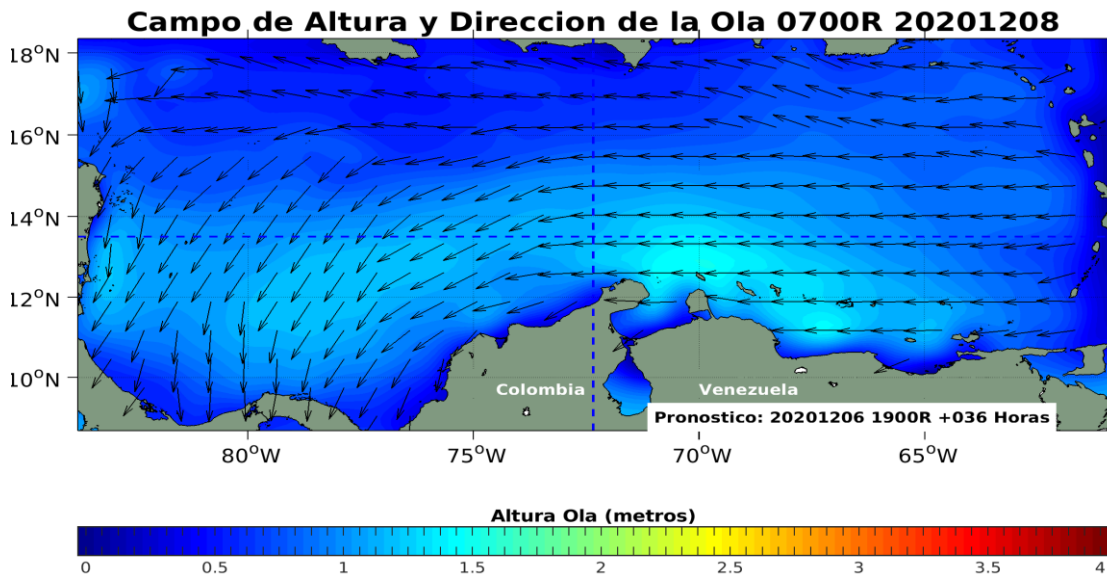 Campo de Altura y Direccion de la Ola 0700R 20201208
18°N
16°N
14°N
12°N
10°N
Colombia
Venezuela
Pronostico: 20201206 1900R +036 Horas
80°W
75°W
70°W
65°W
Altura Ola (metros)
0 0.5 1 1.5 2 2.5 3 3.5 4